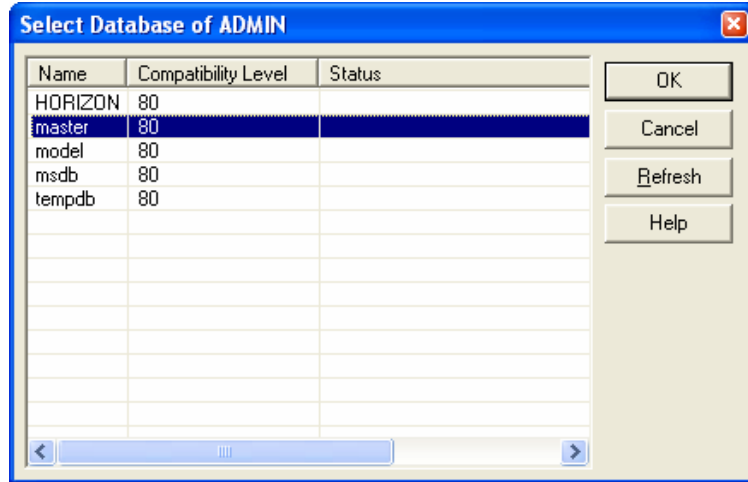 Select Database of ADMIN
Name Compatibility Level Status
HORIZON 80
master 80
model 80
msdb 80
tempdb 80
OK
Cancel
Refresh
Help